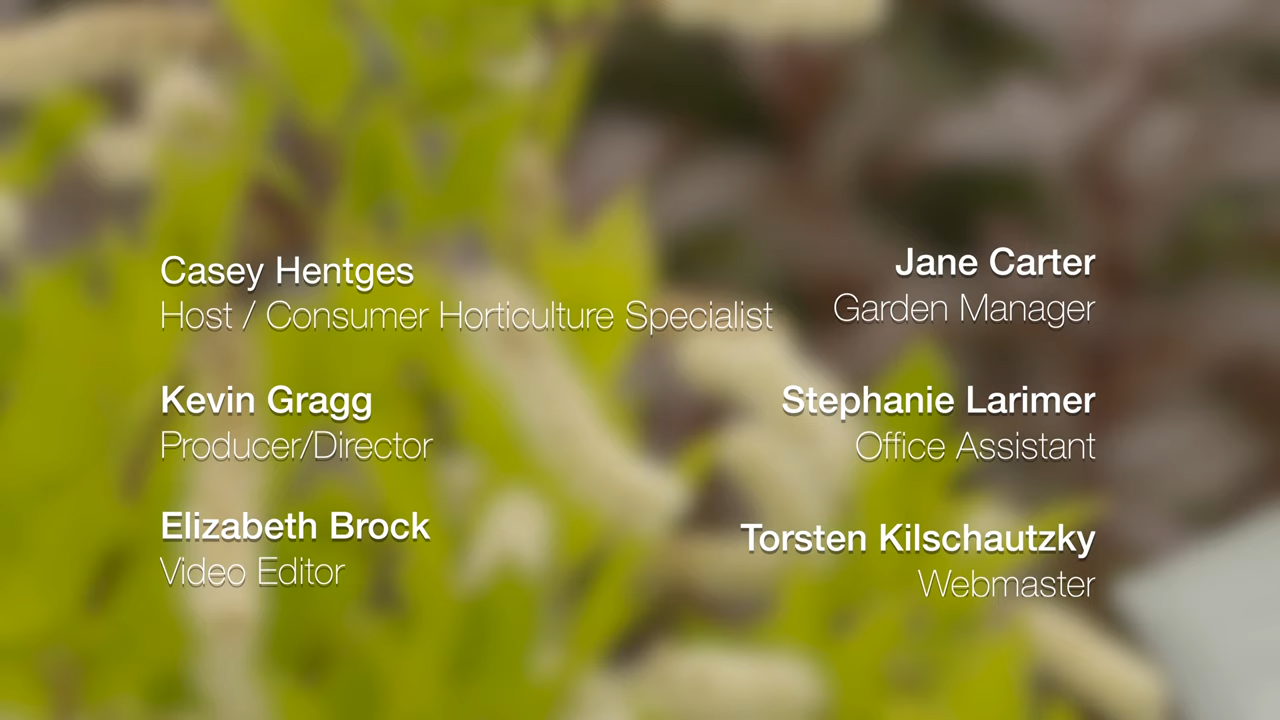 Casey Hentges
Host / Consumer Horticulture Specialist
Kevin Gragg
Producer/Director
Elizabeth Brock
Video Editor
Jane Carter
Garden Manager
Stephanie Larimer
Office Assistant
Torsten Kilschautzky
Webmaster